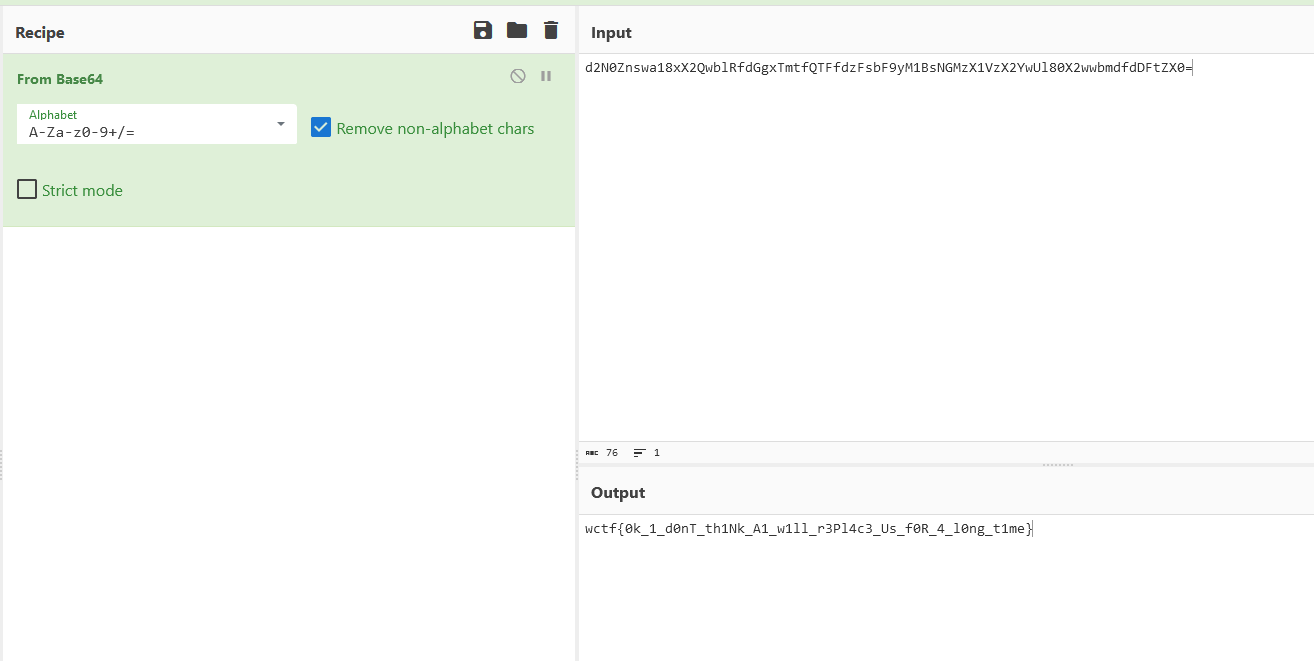 Recipe
From Base64
Alphabet
A-Za-z0-9+/=
Remove non-alphabet chars
Strict mode
Input
d2N0Znswa18xX2QwblRfdGgxTmtfQTFfdzFsbF9yM1BsNGMzX1VzX2YwUl80X2wwbmdfdDFtZX0=
ABC 76 1
Output
wctf{0k_1_d0nT_th1Nk_A1_w1ll_r3Pl4c3_Us_f0R_4_l0ng_t1me}